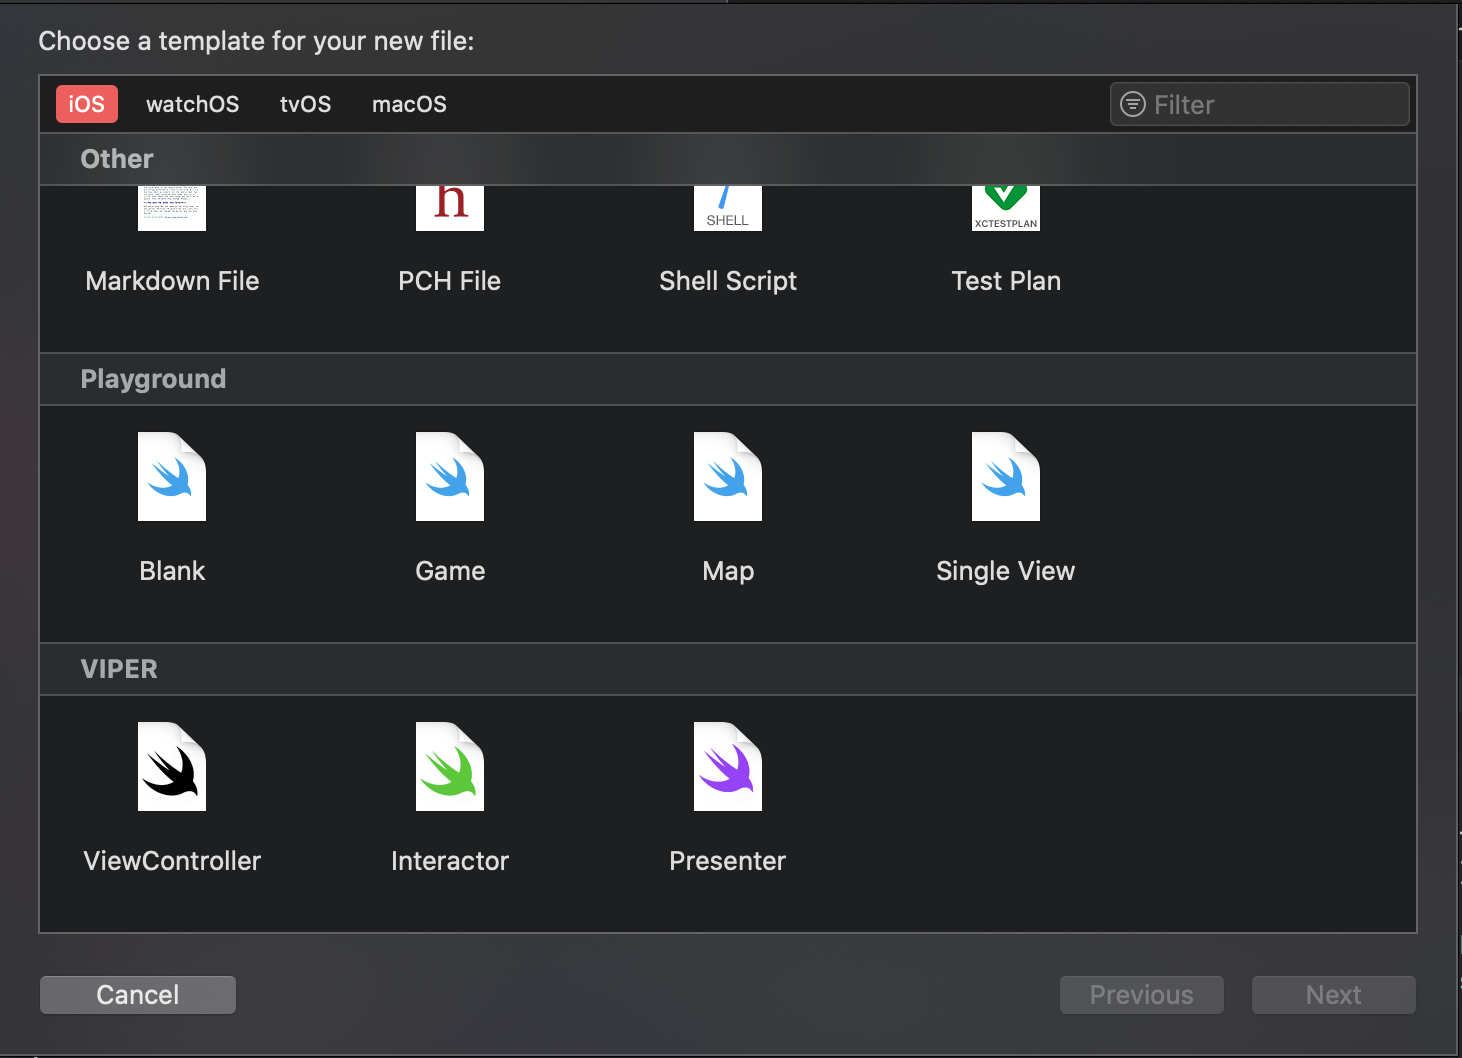 Choose a template for your new file:
iOS watchOS tvOS macOS Filter
Other
h SHELL XCTESTPLAN
Markdown File PCH File Shell Script Test Plan
Playground
Blank Game Map Single View
VIPER
ViewController Interactor Presenter
Cancel Previous Next